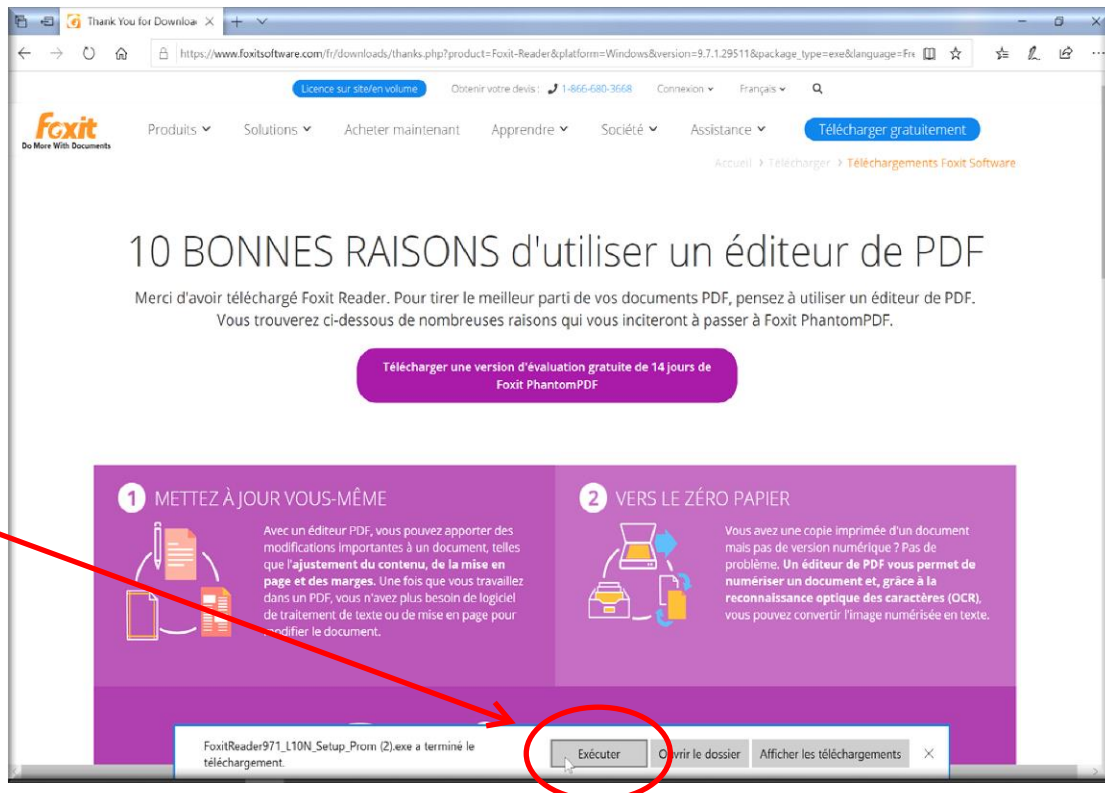 Thank You for Downloa
https://www.foxitsoftware.com/fr/downloads/thanks.php?product=Foxit-Reader&platform=Windows&version=9.7.1.29511&package_type=exe&language=Fre
Licence sur site/en volume Obtenir votre devis : 1-866-680-3668 Connexion Français
Foxit
Do More With Documents
Produits Solutions Acheter maintenant Apprendre Société Assistance Télécharger gratuitement
Accueil > Télécharger > Téléchargements Foxit Software
10 BONNES RAISONS d'utiliser un éditeur de PDF
Merci d'avoir téléchargé Foxit Reader. Pour tirer le meilleur parti de vos documents PDF, pensez à utiliser un éditeur de PDF.
Vous trouverez ci-dessous de nombreuses raisons qui vous inciteront à passer à Foxit PhantomPDF.
Télécharger une version d'évaluation gratuite de 14 jours de
Foxit PhantomPDF
1 METTEZ À JOUR VOUS-MÊME
Avec un éditeur PDF, vous pouvez apporter des
modifications importantes à un document, telles
que l'ajustement du contenu, de la mise en
page et des marges. Une fois que vous travaillez
dans un PDF, vous n'avez plus besoin de logiciel
de traitement de texte ou de mise en page pour
modifier le document.
2 VERS LE ZÉRO PAPIER
Vous avez une copie imprimée d'un document
mais pas de version numérique ? Pas de
problème. Un éditeur de PDF vous permet de
numériser un document et, grâce à la
reconnaissance optique des caractères (OCR),
vous pouvez convertir l'image numérisée en texte.
FoxitReader971_L10N_Setup_Prom (2).exe a terminé le
téléchargement.
Exécuter Ouvrir le dossier Afficher les téléchargements